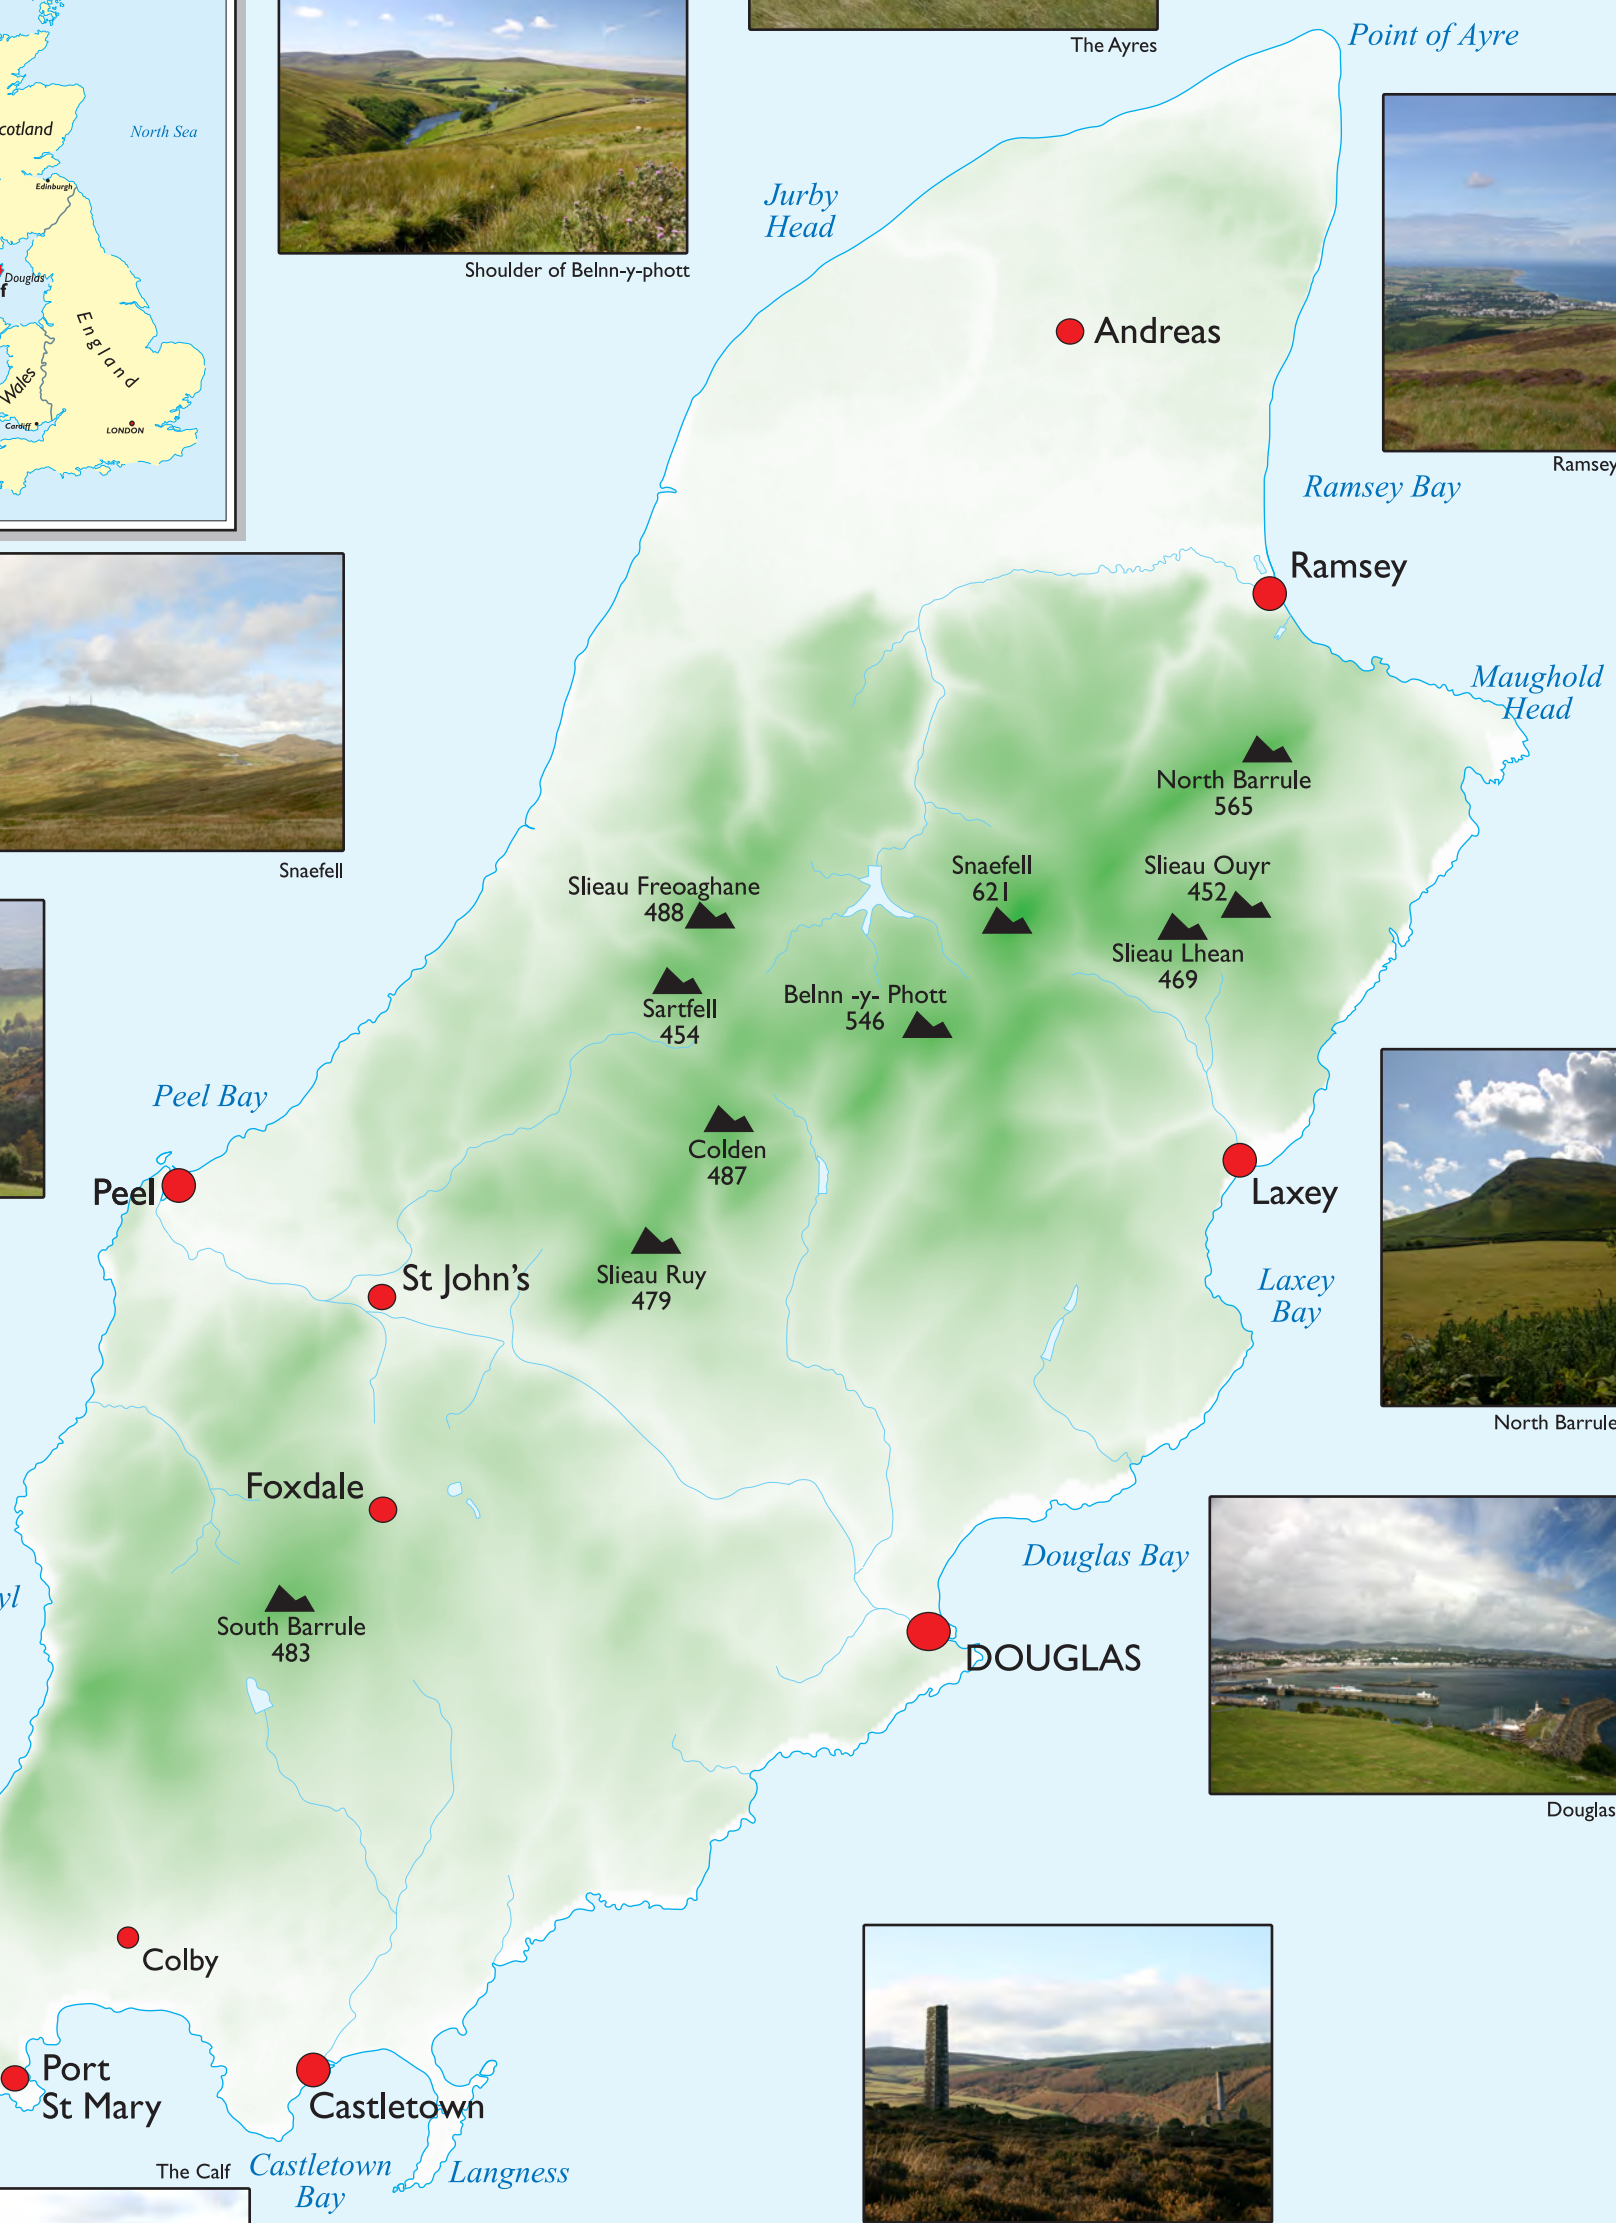 The Ayres
Point of Ayre
cotland
North Sea
Edinburgh
Jurby
Head
Shoulder of Belnn-y-phott
Douglas
f
England
Andreas
Wales
Cardiff
LONDON
Ramsey
Ramsey Bay
Ramsey
Maughold
Head
North Barrule
565
Snaefell
Slieau Freoaghane
488
Snaefell
621
Slieau Ouyr
452
Slieau Lhean
469
Sartfell
454
Belnn -y- Phott
546
Peel Bay
Colden
487
Peel
Laxey
St John's
Slieau Ruy
479
Laxey
Bay
North Barrule
Foxdale
Douglas Bay
yl
South Barrule
483
DOUGLAS
Douglas
Colby
Port
St Mary
Castletown
The Calf
Castletown
Bay
Langness